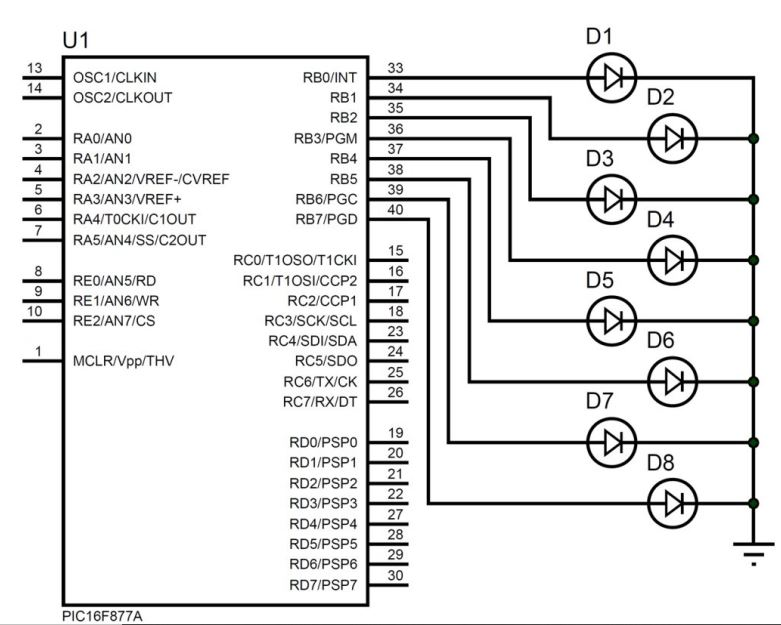 U1
13 OSC1/CLKIN
14 OSC2/CLKOUT
2 RA0/AN0
3 RA1/AN1
4 RA2/AN2/VREF-/CVREF
5 RA3/AN3/VREF+
6 RA4/T0CKI/C1OUT
7 RA5/AN4/SS/C2OUT
8 RE0/AN5/RD
9 RE1/AN6/WR
10 RE2/AN7/CS
1 MCLR/Vpp/THV
RB0/INT 33
RB1 34
RB2 35
RB3/PGM 36
RB4 37
RB5 38
RB6/PGC 39
RB7/PGD 40
RC0/T1OSO/T1CKI 15
RC1/T1OSI/CCP2 16
RC2/CCP1 17
RC3/SCK/SCL 18
RC4/SDI/SDA 23
RC5/SDO 24
RC6/TX/CK 25
RC7/RX/DT 26
RD0/PSP0 19
RD1/PSP1 20
RD2/PSP2 21
RD3/PSP3 22
RD4/PSP4 27
RD5/PSP5 28
RD6/PSP6 29
RD7/PSP7 30
PIC16F877A
D1
D2
D3
D4
D5
D6
D7
D8